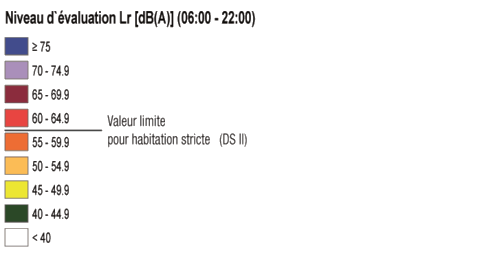 Niveau d`évaluation Lr [dB(A)] (06:00 - 22:00)
≥ 75
70 - 74.9
65 - 69.9
60 - 64.9
Valeur limite
pour habitation stricte (DS II)
55 - 59.9
50 - 54.9
45 - 49.9
40 - 44.9
< 40